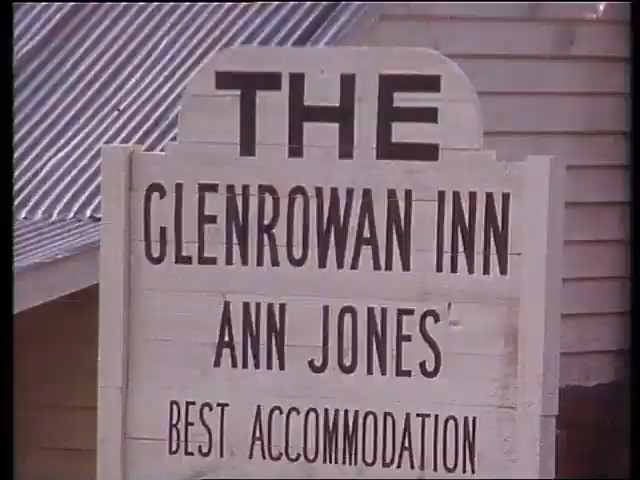 THE
GLENROWAN INN
ANN JONES'
BEST ACCOMMODATION